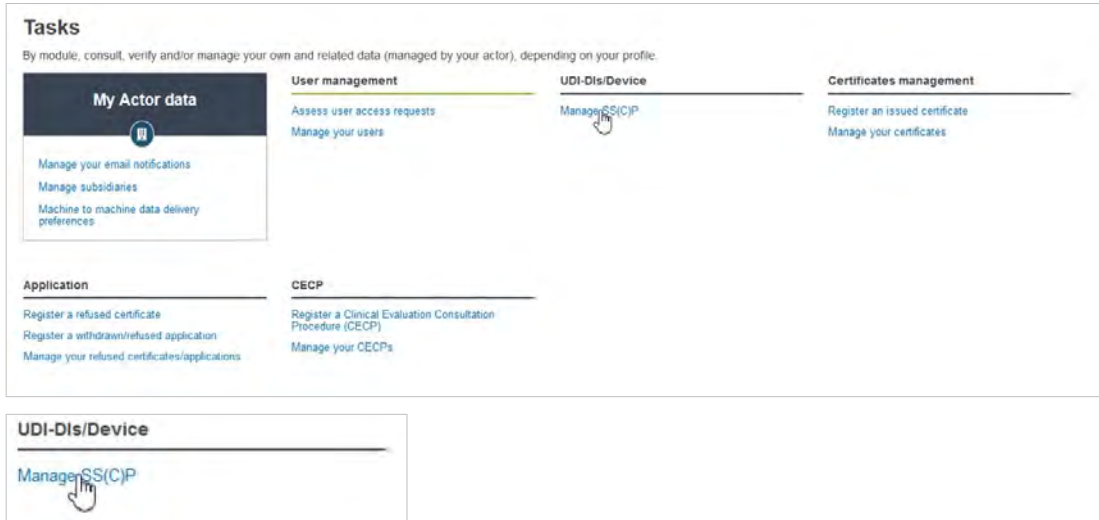 Tasks
By module, consult, verify and/or manage your own and related data (managed by your actor), depending on your profile.
My Actor data
Manage your email notifications
Manage subsidiaries
Machine to machine data delivery
preferences
User management
Assess user access requests
Manage your users
UDI-DIs/Device
Manage SS(C)P
Certificates management
Register an issued certificate
Manage your certificates
Application
Register a refused certificate
Register a withdrawn/refused application
Manage your refused certificates/applications
CECP
Register a Clinical Evaluation Consultation
Procedure (CECP)
Manage your CECPs
UDI-DIs/Device
Manage SS(C)P